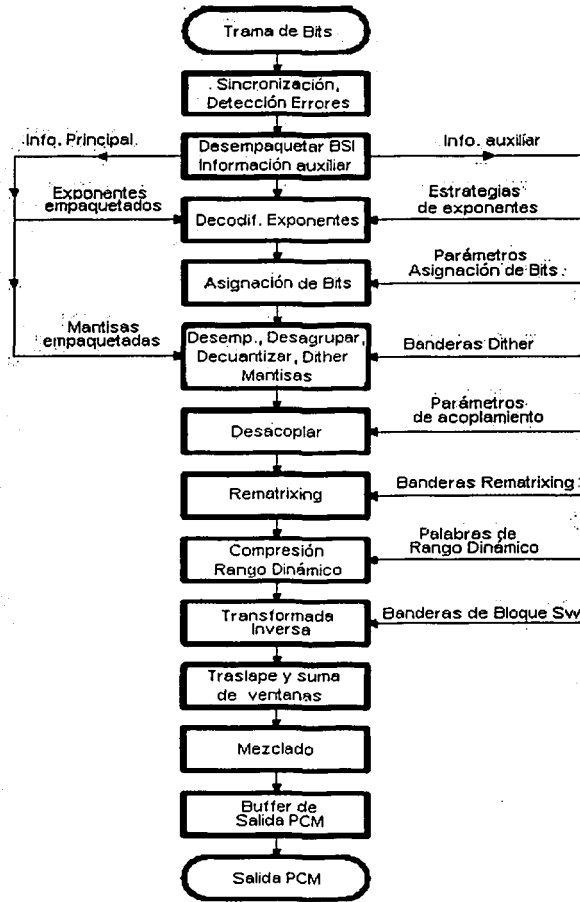 Trama de Bits
. Sincronización,
Detección Errores
Info. Principal.
Desempaquetar BSI
Información auxiliar
Info. auxiliar
Exponentes
empaquetados
Decodif. Exponentes
Estrategias
de exponentes
Asignación de Bits
Parámetros
Asignación de Bits
Mantisas
empaquetadas
Desemp., Desagrupar,
Decuantizar, Dither
Mantisas
Banderas Dither
Desacoplar
Parámetros
de acoplamiento
Rematrixing
Banderas Rematrixing
Compresión
Rango Dinámico
Palabras de
Rango Dinámico
Transformada
Inversa
Banderas de Bloque Sw
Traslape y suma
de ventanas
Mezclado
Buffer de
Salida PCM
Salida PCM